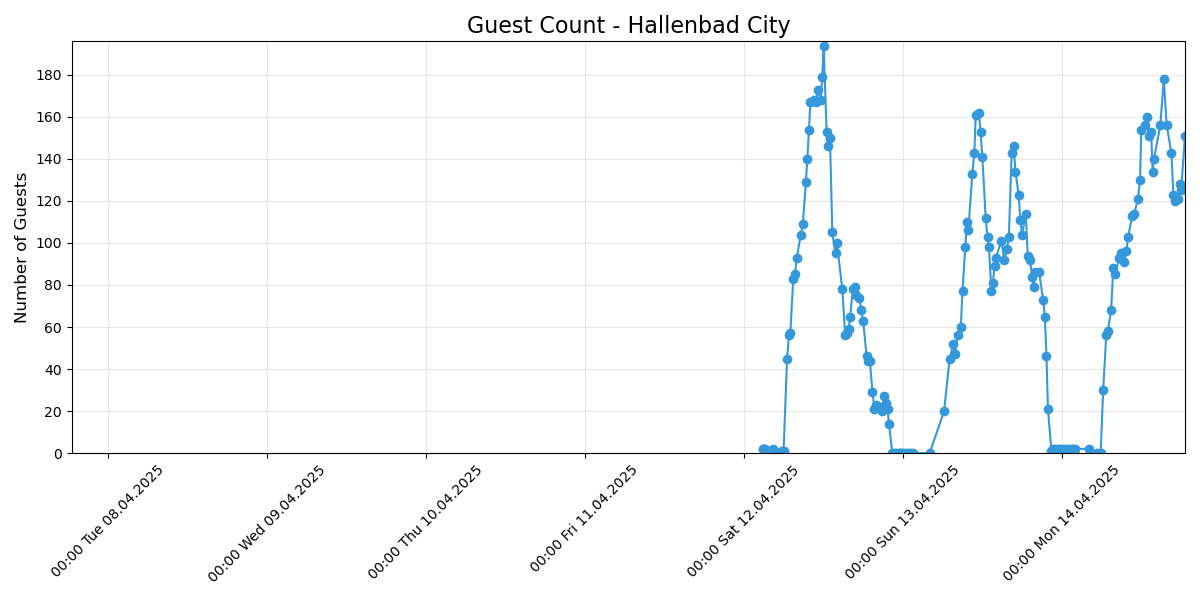 Guest Count - Hallenbad City
Number of Guests
180
160
140
120
100
80
60
40
20
0
00:00 Tue 08.04.2025
00:00 Wed 09.04.2025
00:00 Thu 10.04.2025
00:00 Fri 11.04.2025
00:00 Sat 12.04.2025
00:00 Sun 13.04.2025
00:00 Mon 14.04.2025